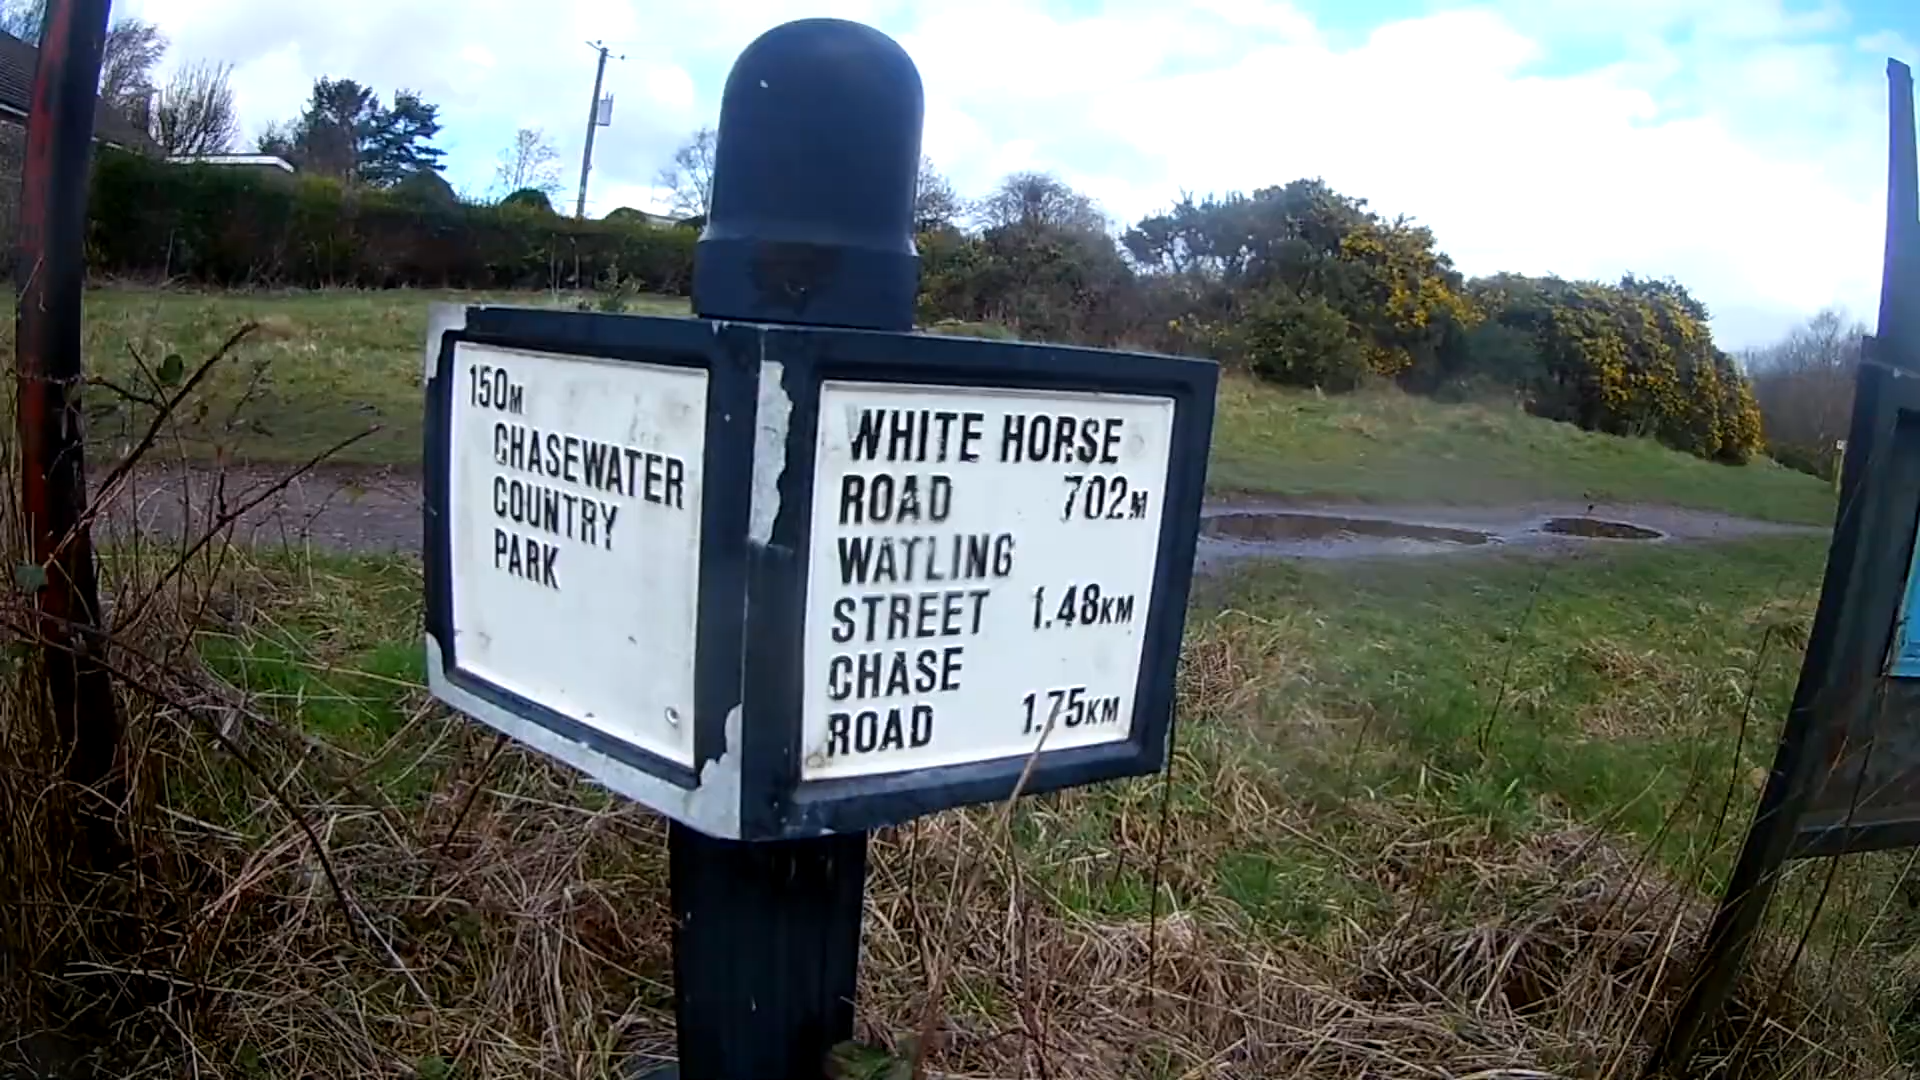 150M
CHASEWATER
COUNTRY
PARK
WHITE HORSE
ROAD 702M
WATLING
STREET 1.48KM
CHASE
ROAD 1.75KM